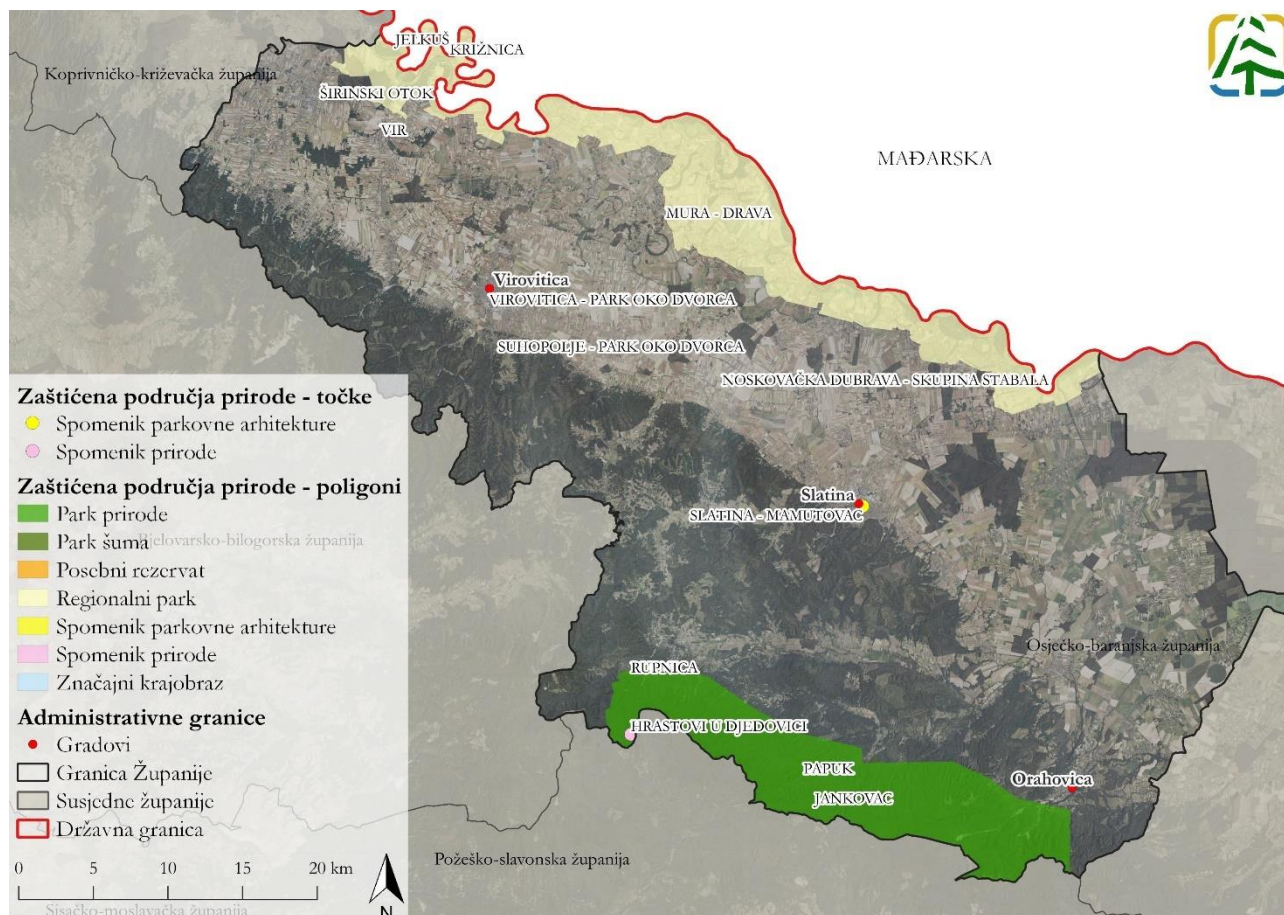 JELKUŠ
KRIŽNICA
Koprivničko-križevačka županija
ŠIRINSKI OTOK
VIR
MAĐARSKA
MURA - DRAVA
Virovitica
VIROVITICA - PARK OKO DVORCA
SUHOPOLJE - PARK OKO DVORCA
NOSKOVAČKA DUBRAVA - SKUPINA STABALA
Zaštićena područja prirode - točke
Spomenik parkovne arhitekture
Spomenik prirode
Zaštićena područja prirode - poligoni
Park prirode
Park šuma
Bjelovarsko-bilogorska županija
Posebni rezervat
Regionalni park
Spomenik parkovne arhitekture
Spomenik prirode
Značajni krajobraz
Administrativne granice
Gradovi
Granica Županije
Susjedne županije
Državna granica
0 5 10 20 km
N
Sisačko-moslavačka županija
Slatina
SLATINA - MAMUTOVAC
Osječko-baranjska županija
RUPNICA
HRASTOVI U DJEDOVICI
PAPUK
JANKOVAC
Orahovica
Požeško-slavonska županija